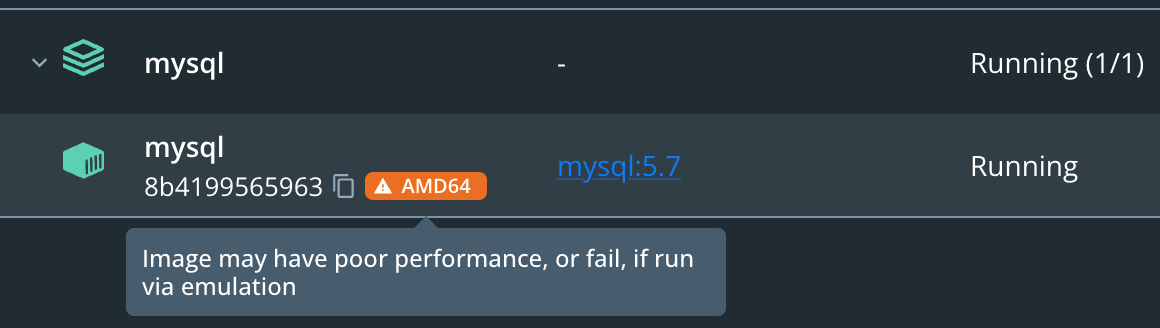 mysql - Running (1/1)
mysql
8b4199565963 AMD64 mysql:5.7 Running
Image may have poor performance, or fail, if run
via emulation